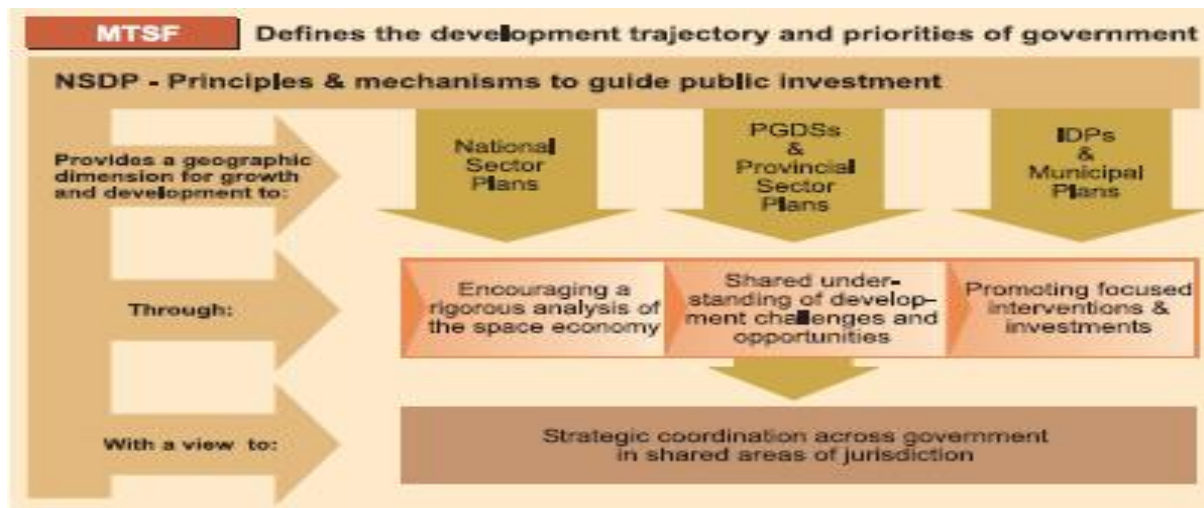 MTSF Defines the development trajectory and priorities of government
NSDP - Principles & mechanisms to guide public investment
Provides a geographic
dimension for growth
and development to:
National
Sector
Plans
PGDSs
&
Provincial
Sector
Plans
IDPs
&
Municipal
Plans
Through:
Encouraging a
rigorous analysis of
the space economy
Shared under-
standing of develop-
ment challenges and
opportunities
Promoting focused
interventions &
investments
With a view to:
Strategic coordination across government
in shared areas of jurisdiction